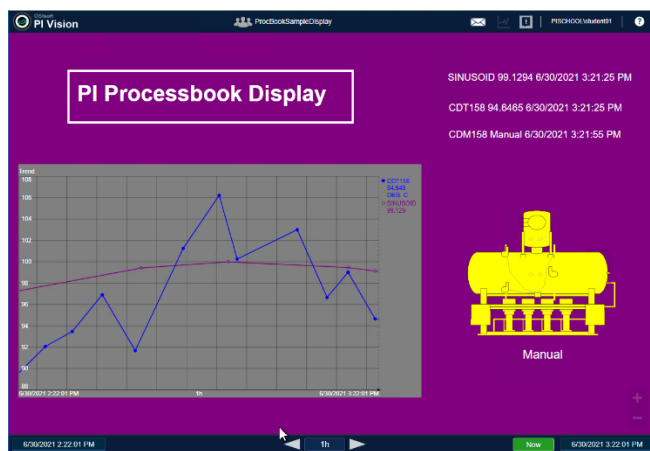 OSIsoft
PI Vision
ProcBookSampleDisplay
PISCHOOL\student01
?
PI Processbook Display
SINUSOID 99.1294 6/30/2021 3:21:25 PM
CDT158 94.6465 6/30/2021 3:21:25 PM
CDM158 Manual 6/30/2021 3:21:55 PM
Trend
108
106
104
102
100
98
96
94
92
90
88
CDT158
94.646
DEG. C
SINUSOID
99.129
6/30/2021 2:22:01 PM
1h
6/30/2021 3:22:01 PM
Manual
6/30/2021 2:22:01 PM
1h
Now
6/30/2021 3:22:01 PM